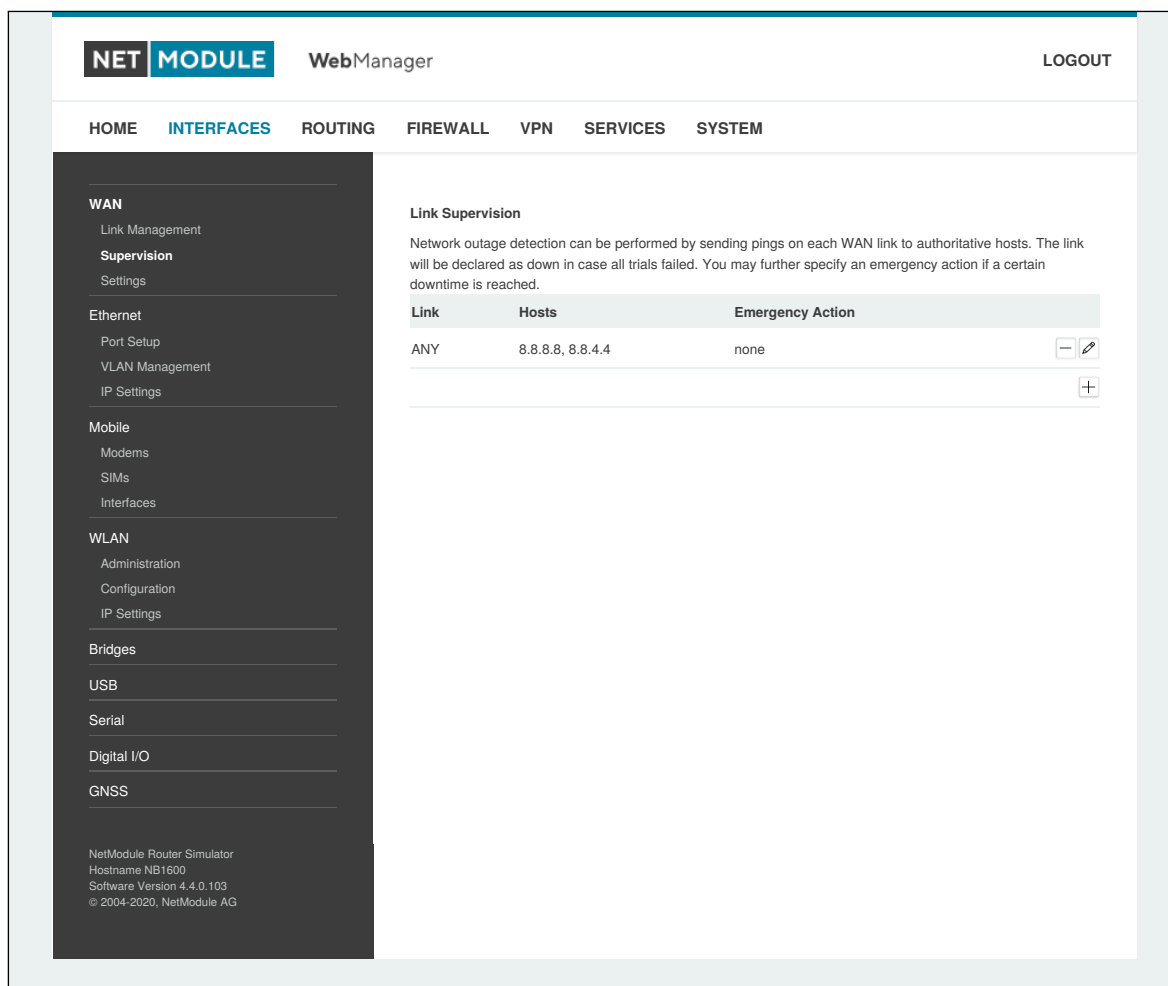 NET MODULE WebManager LOGOUT
HOME INTERFACES ROUTING FIREWALL VPN SERVICES SYSTEM
WAN
Link Management
Supervision
Settings
Ethernet
Port Setup
VLAN Management
IP Settings
Mobile
Modems
SIMs
Interfaces
WLAN
Administration
Configuration
IP Settings
Bridges
USB
Serial
Digital I/O
GNSS
NetModule Router Simulator
Hostname NB1600
Software Version 4.4.0.103
© 2004-2020, NetModule AG
Link Supervision
Network outage detection can be performed by sending pings on each WAN link to authoritative hosts. The link
will be declared as down in case all trials failed. You may further specify an emergency action if a certain
downtime is reached.
Link Hosts Emergency Action
ANY 8.8.8.8, 8.8.4.4 none